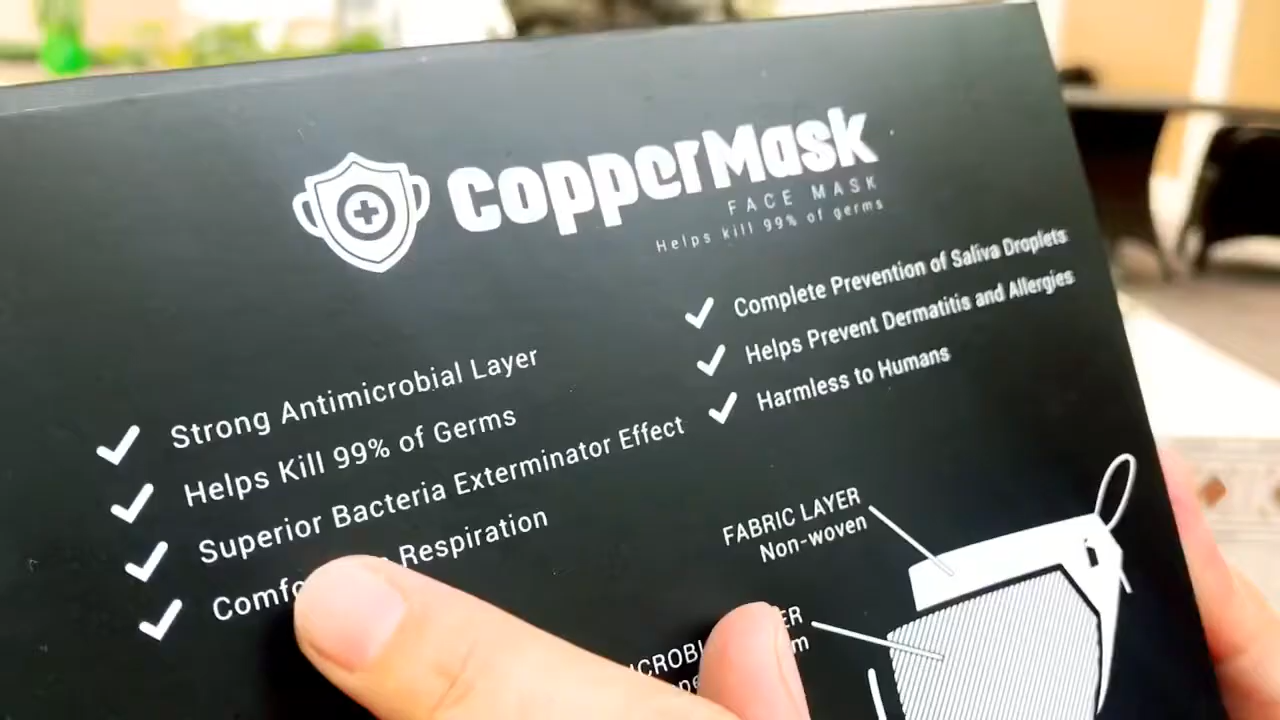 CopperMask
FACE MASK
Helps kill 99% of germs
Strong Antimicrobial Layer
Helps Kill 99% of Germs
Superior Bacteria Exterminator Effect
Respiration
Complete Prevention of Saliva Droplets
Helps Prevent Dermatitis and Allergies
Harmless to Humans
FABRIC LAYER
Non-woven